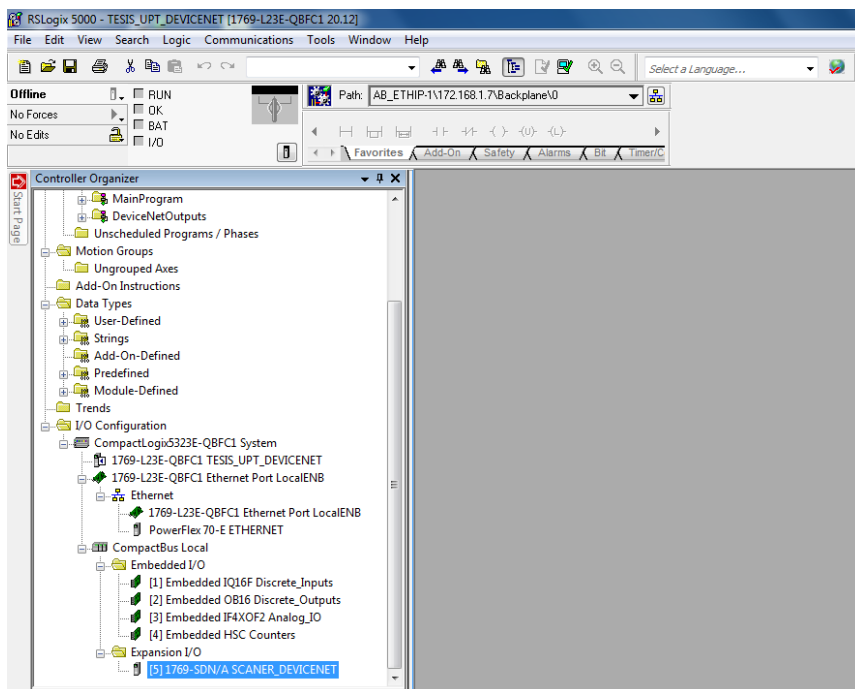 RSLogix 5000 - TESIS_UPT_DEVICENET [1769-L23E-QBFC1 20.12]
File Edit View Search Logic Communications Tools Window Help
Select a Language...
Offline RUN
No Forces OK
No Edits BAT
I/O
Path: AB_ETHIP-1\172.168.1.7\Backplane\0
Favorites Add-On Safety Alarms Bit Timer/C
Start Page
Controller Organizer
MainProgram
DeviceNetOutputs
Unscheduled Programs / Phases
Motion Groups
Ungrouped Axes
Add-On Instructions
Data Types
User-Defined
Strings
Add-On-Defined
Predefined
Module-Defined
Trends
I/O Configuration
CompactLogix5323E-QBFC1 System
1769-L23E-QBFC1 TESIS_UPT_DEVICENET
1769-L23E-QBFC1 Ethernet Port LocalENB
Ethernet
1769-L23E-QBFC1 Ethernet Port LocalENB
PowerFlex 70-E ETHERNET
CompactBus Local
Embedded I/O
[1] Embedded IQ16F Discrete_Inputs
[2] Embedded OB16 Discrete_Outputs
[3] Embedded IF4XOF2 Analog_IO
[4] Embedded HSC Counters
Expansion I/O
[5] 1769-SDN/A SCANER_DEVICENET